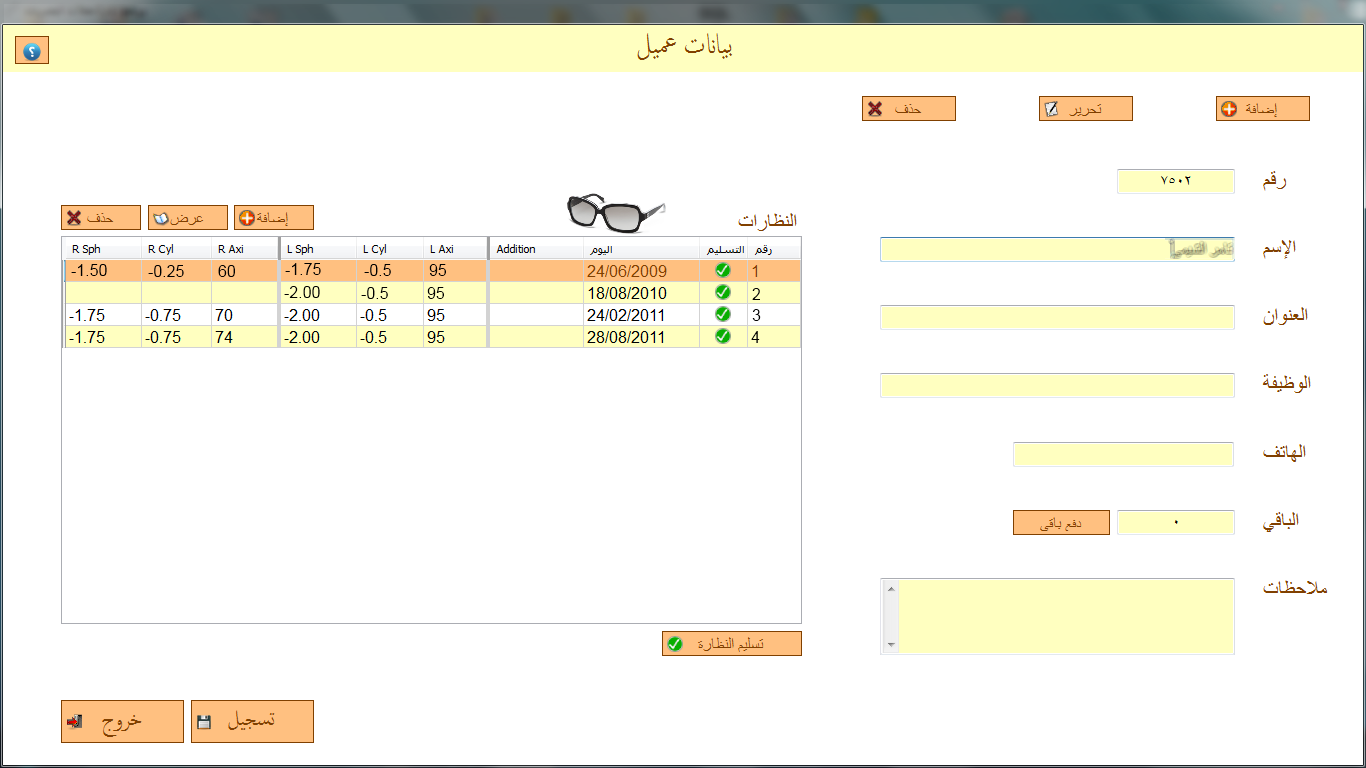 بيانات عميل
إضافة
تحرير
حذف
رقم ٧٥٠٢
الإسم
العنوان
الوظيفة
الهاتف
الباقي ٠ دفع باقى
ملاحظات
النظارات
إضافة
عرض
حذف
R Sph R Cyl R Axi L Sph L Cyl L Axi Addition اليوم التسليم رقم
-1.50 -0.25 60 -1.75 -0.5 95 24/06/2009 1
-2.00 -0.5 95 18/08/2010 2
-1.75 -0.75 70 -2.00 -0.5 95 24/02/2011 3
-1.75 -0.75 74 -2.00 -0.5 95 28/08/2011 4
تسليم النظارة
تسجيل
خروج